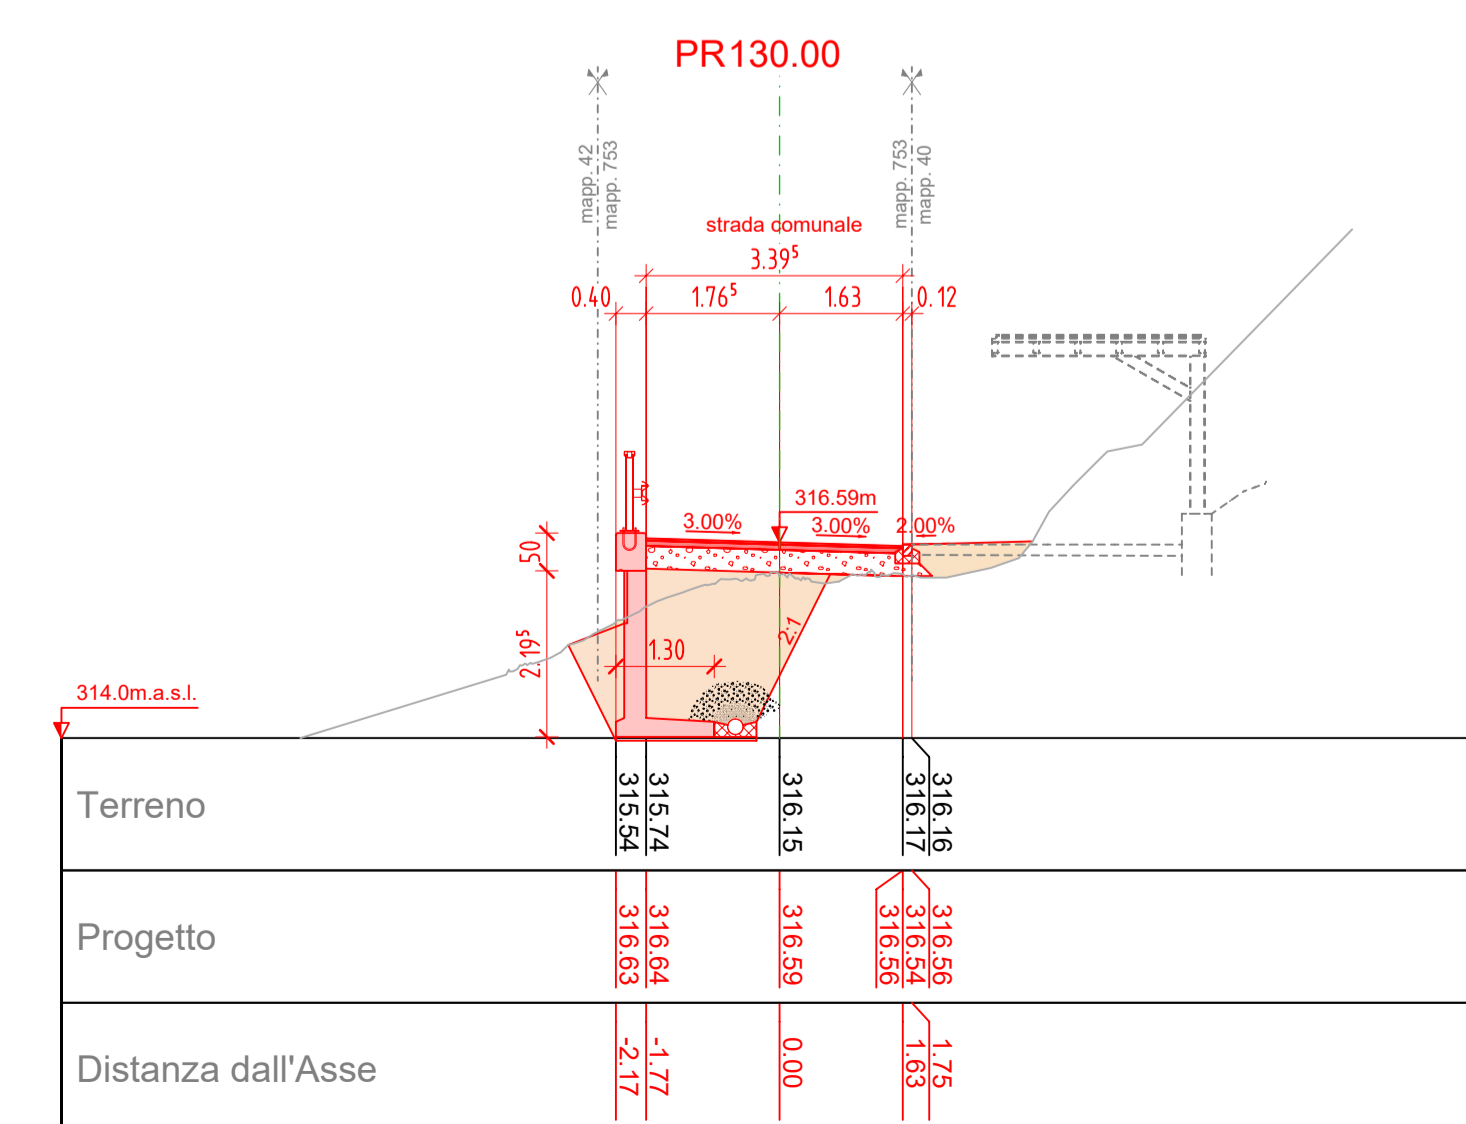 PR130.00
mapp. 42
mapp. 753
mapp. 753
mapp. 40
strada comunale
3.39⁵
0.40 1.76⁵ 1.63 0.12
316.59m
3.00% 3.00% 2.00%
50
2.19⁵
1.30
2:1
314.0m.a.s.l.
Terreno 315.54 315.74 316.15 316.17 316.16
Progetto 316.63 316.64 316.59 316.56 316.54 316.56
Distanza dall'Asse -2.17 -1.77 0.00 1.63 1.75